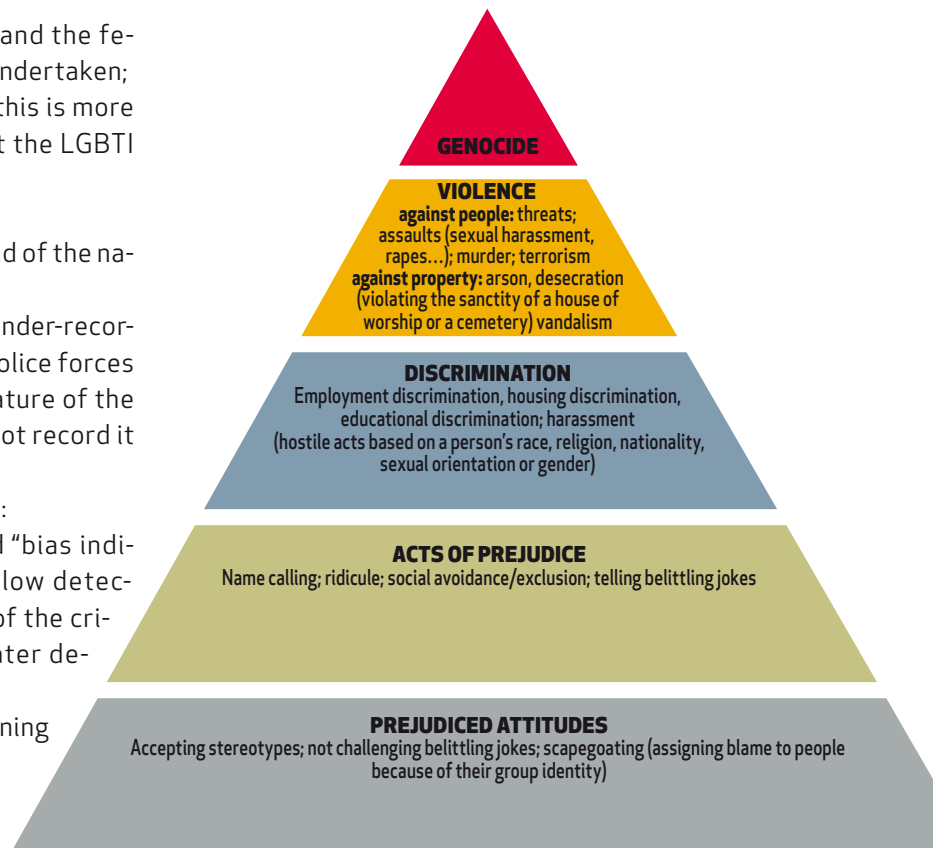 and the fe-
ndertaken;
this is more
t the LGBTI
d of the na-
nder-recor-
olice forces
ature of the
ot record it
:
d “bias indi-
low detec-
of the cri-
ater de-
ning
GENOCIDE
VIOLENCE
against people: threats;
assaults (sexual harassment,
rapes...); murder; terrorism
against property: arson, desecration
(violating the sanctity of a house of
worship or a cemetery) vandalism
DISCRIMINATION
Employment discrimination, housing discrimination,
educational discrimination; harassment
(hostile acts based on a person’s race, religion, nationality,
sexual orientation or gender)
ACTS OF PREJUDICE
Name calling; ridicule; social avoidance/exclusion; telling belittling jokes
PREJUDICED ATTITUDES
Accepting stereotypes; not challenging belittling jokes; scapegoating (assigning blame to people
because of their group identity)